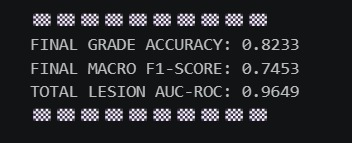 FINAL GRADE ACCURACY: 0.8233
FINAL MACRO F1-SCORE: 0.7453
TOTAL LESION AUC-ROC: 0.9649